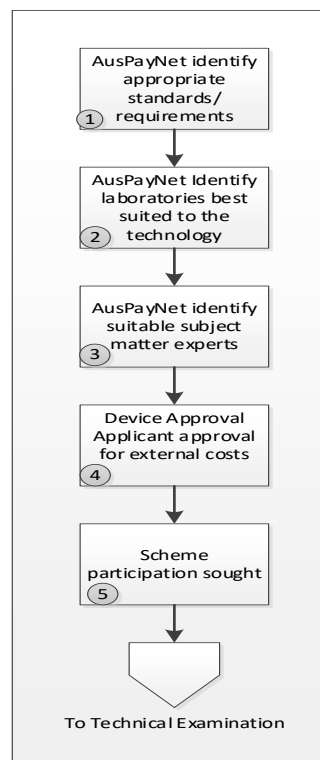 AusPayNet identify
appropriate
standards/
requirements
1
AusPayNet Identify
laboratories best
suited to the
technology
2
AusPayNet identify
suitable subject
matter experts
3
Device Approval
Applicant approval
for external costs
4
Scheme
participation sought
5
To Technical Examination